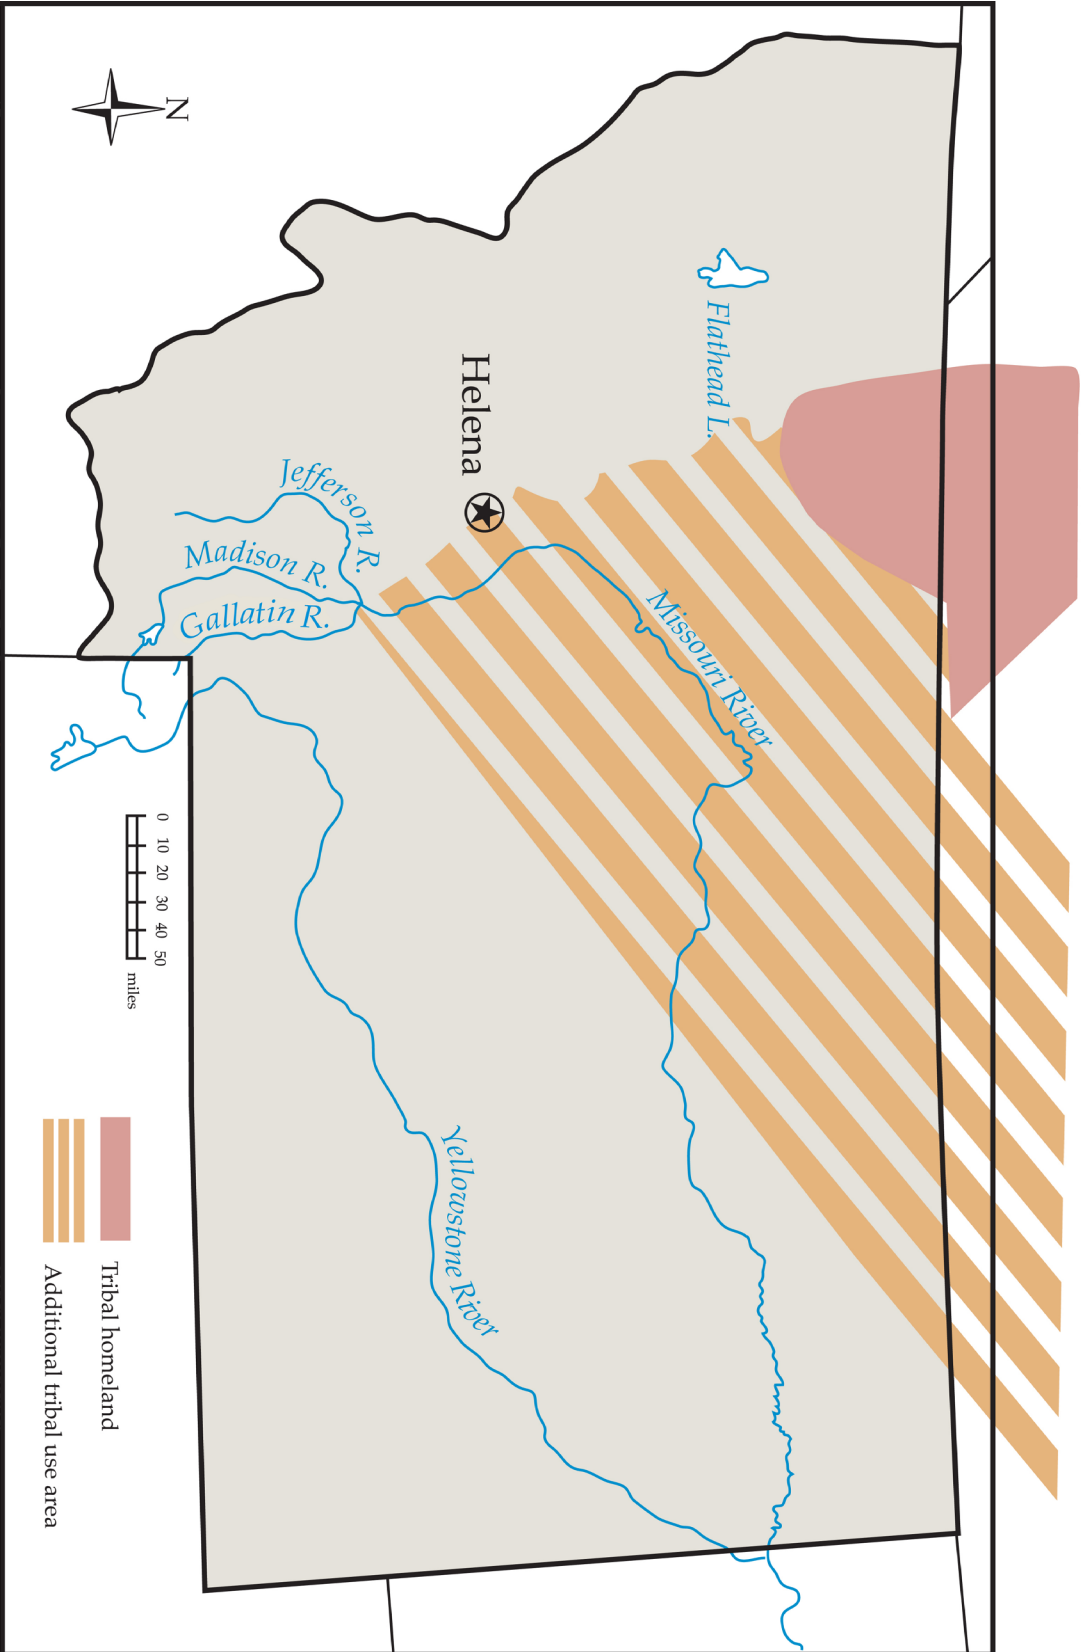 N
Flathead L.
Helena
Missouri River
Jefferson R.
Madison R.
Gallatin R.
Yellowstone River
0 10 20 30 40 50
miles
Tribal homeland
Additional tribal use area